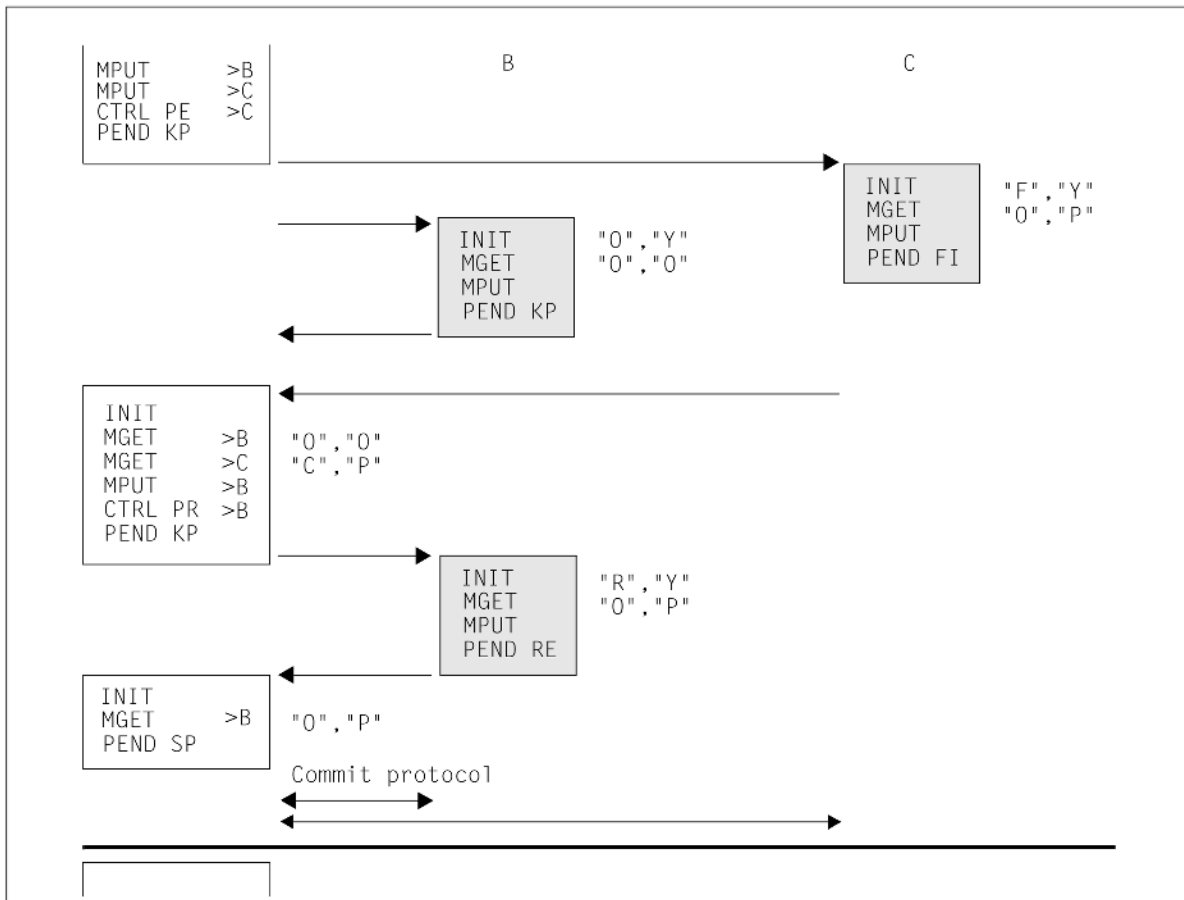 B
C
MPUT >B
MPUT >C
CTRL PE >C
PEND KP
INIT
MGET
MPUT
PEND FI
"F","Y"
"O","P"
INIT
MGET
MPUT
PEND KP
"O","Y"
"O","O"
INIT
MGET >B
MGET >C
MPUT >B
CTRL PR >B
PEND KP
"O","O"
"C","P"
INIT
MGET
MPUT
PEND RE
"R","Y"
"O","P"
INIT
MGET >B
PEND SP
"O","P"
Commit protocol